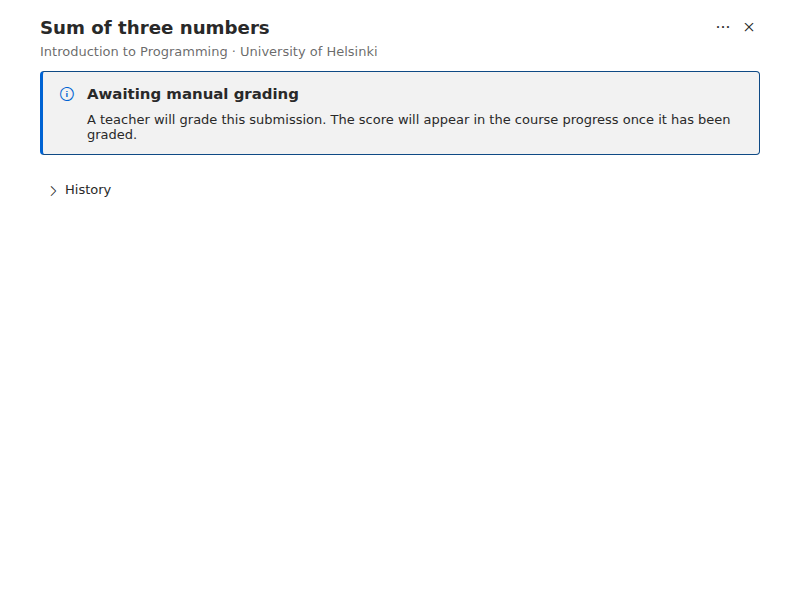 Sum of three numbers
Introduction to Programming · University of Helsinki
Awaiting manual grading
A teacher will grade this submission. The score will appear in the course progress once it has been
graded.
History